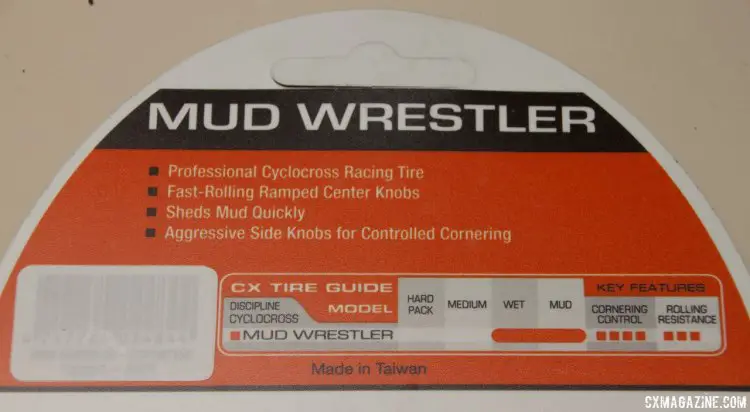 MUD WRESTLER
Professional Cyclocross Racing Tire
Fast-Rolling Ramped Center Knobs
Sheds Mud Quickly
Aggressive Side Knobs for Controlled Cornering
CX TIRE GUIDE
KEY FEATURES
DISCIPLINE
CYCLOCROSS
MODEL
HARD
PACK
MEDIUM
WET
MUD
CORNERING
CONTROL
ROLLING
RESISTANCE
MUD WRESTLER
Made in Taiwan
CXMAGAZINE.COM